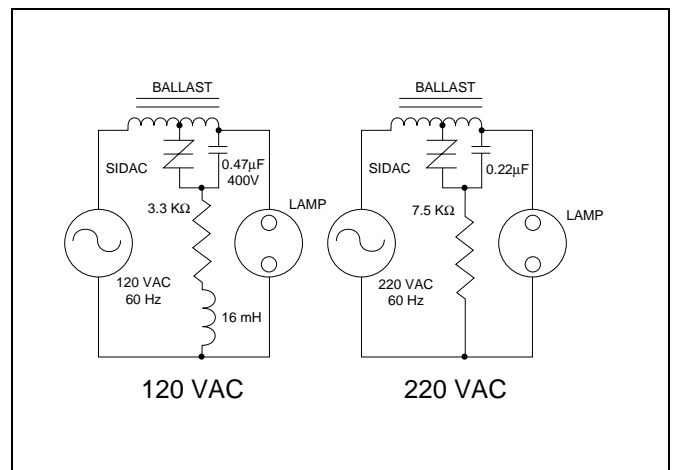 BALLAST
SIDAC
0.47µF
400V
3.3 KΩ
LAMP
120 VAC
60 Hz
16 mH
120 VAC
BALLAST
SIDAC
0.22µF
7.5 KΩ
LAMP
220 VAC
60 Hz
220 VAC